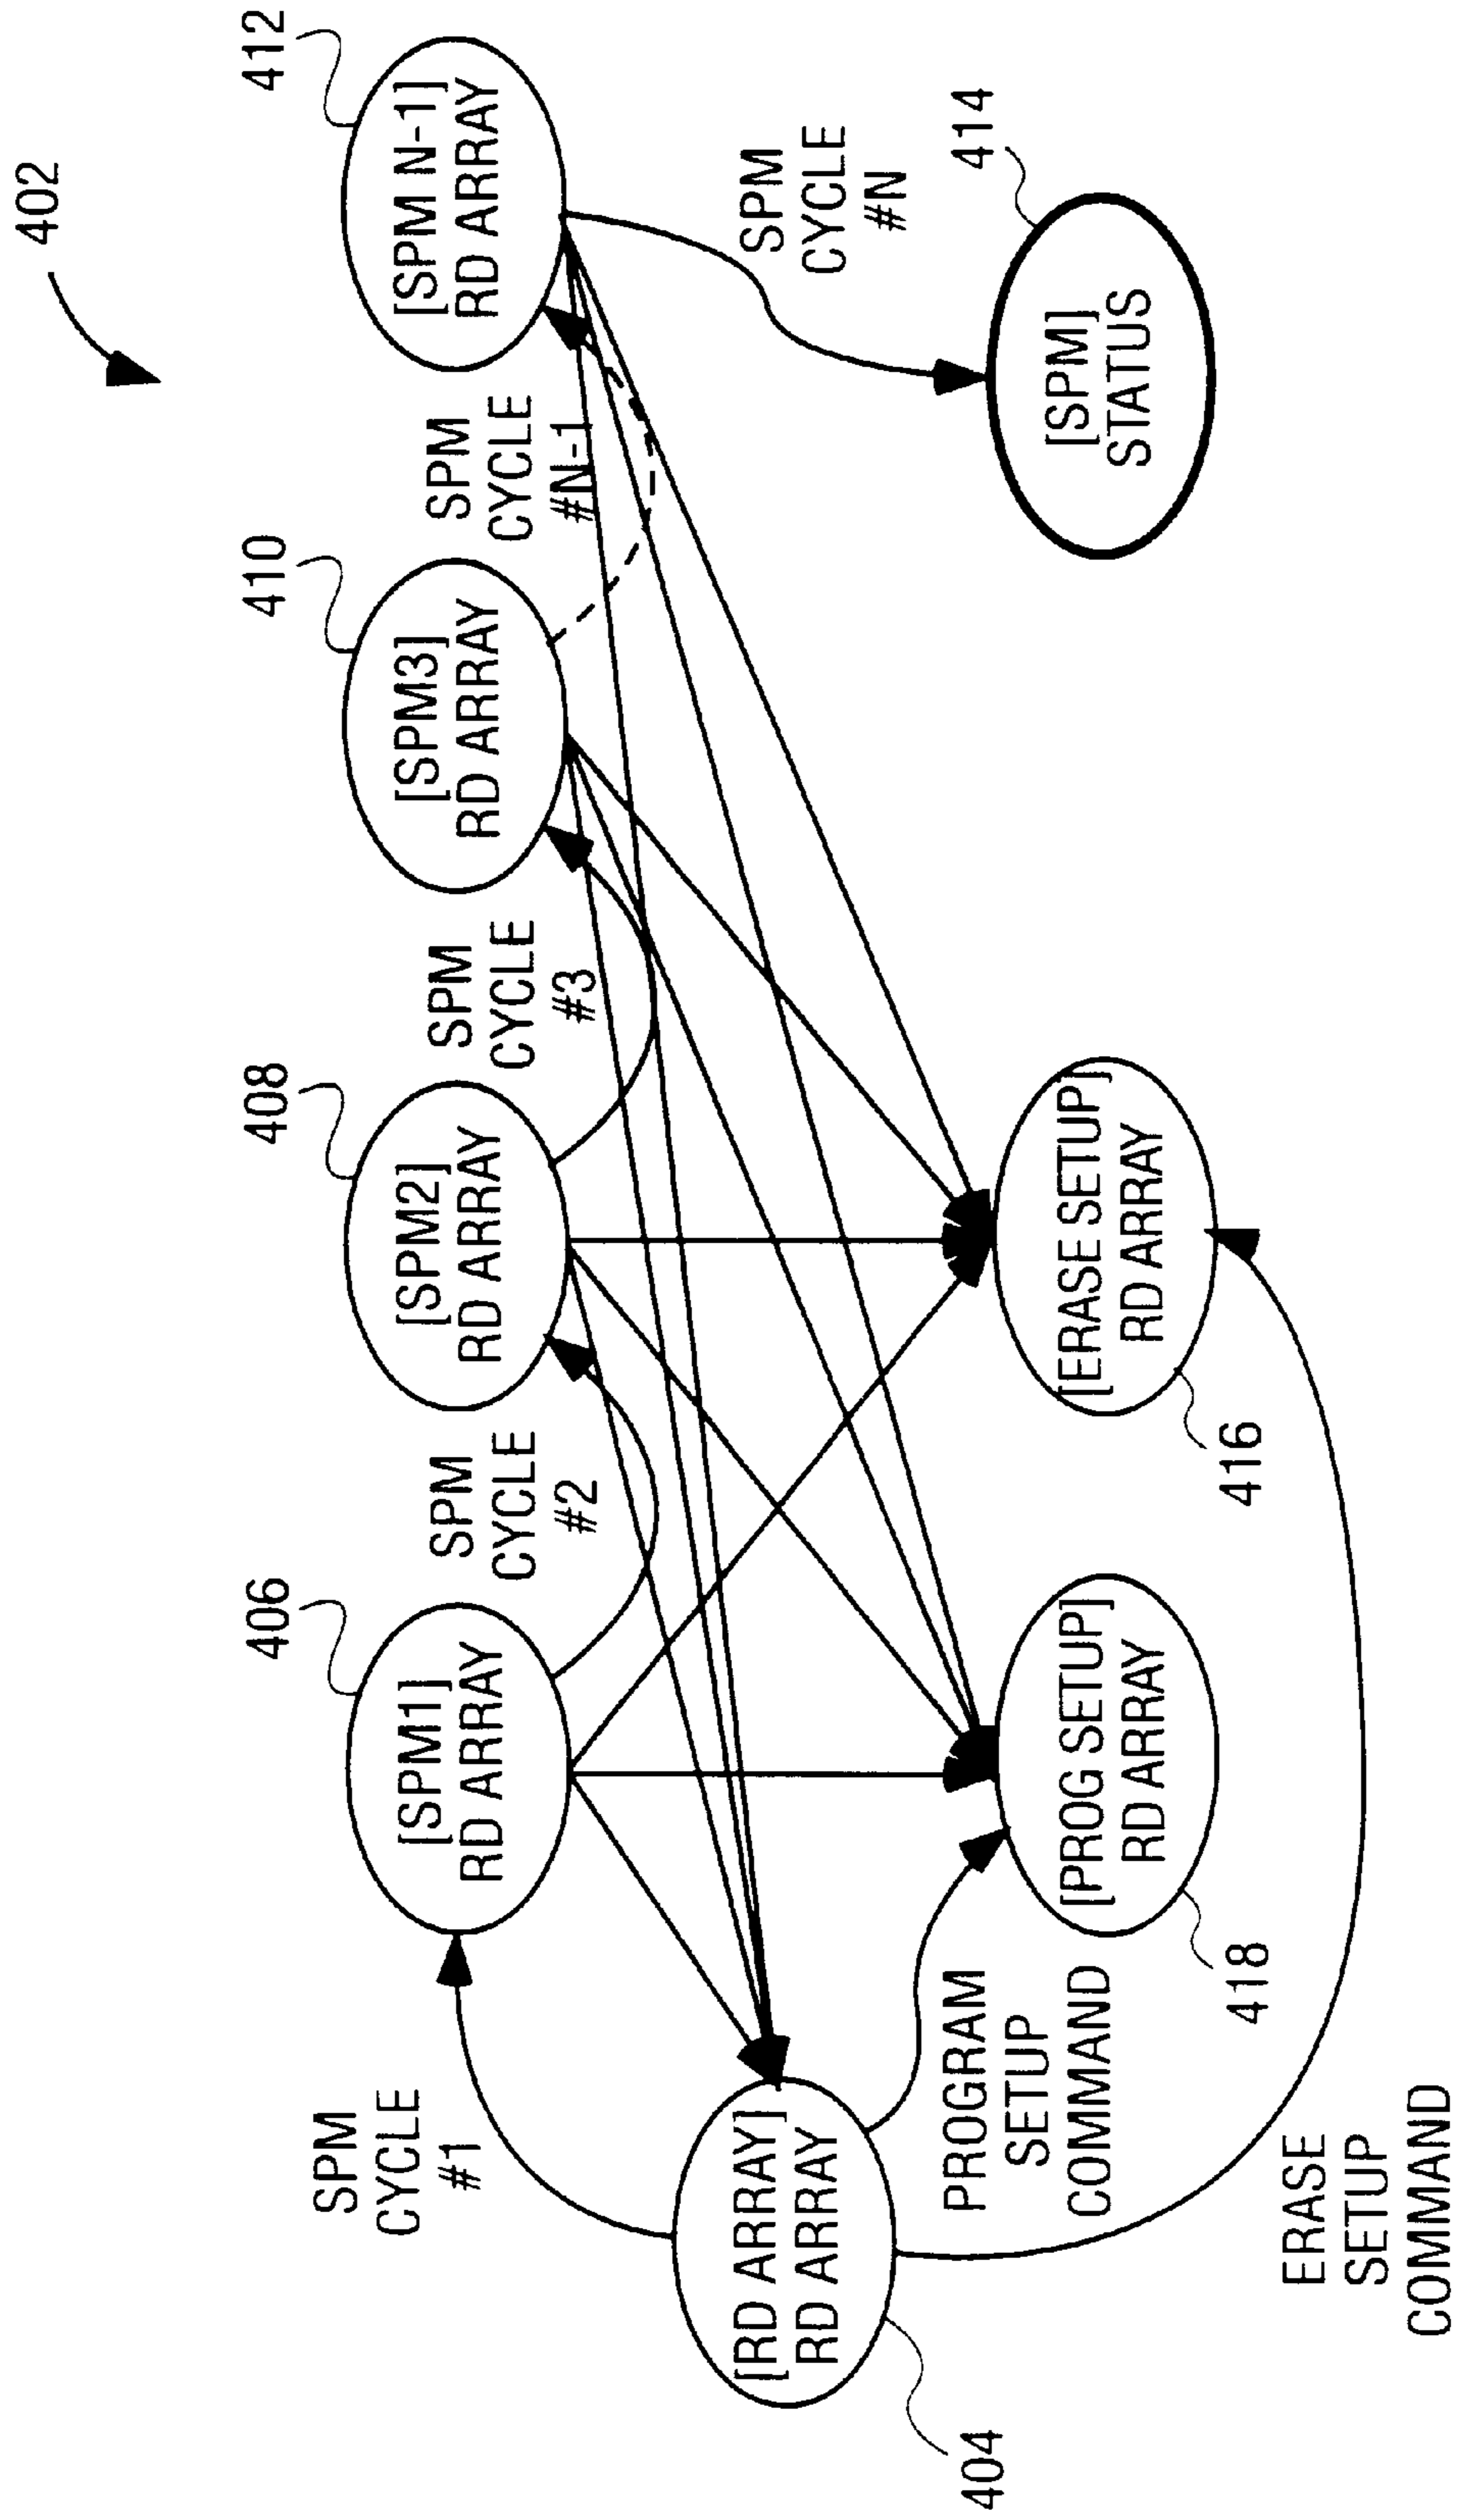 402
412
[SPM N-1]
RD ARRAY
410
[SPM3]
RD ARRAY
408
[SPM2]
RD ARRAY
406
[SPM1]
RD ARRAY
SPM
CYCLE
#1
SPM
CYCLE
#2
SPM
CYCLE
#3
SPM
CYCLE
#N-1
SPM
CYCLE
#N
[RD ARRAY]
RD ARRAY
404
PROGRAM
SETUP
COMMAND
[PROG SETUP]
RD ARRAY
418
[ERASE SETUP]
RD ARRAY
416
414
[SPM]
STATUS
ERASE
SETUP
COMMAND